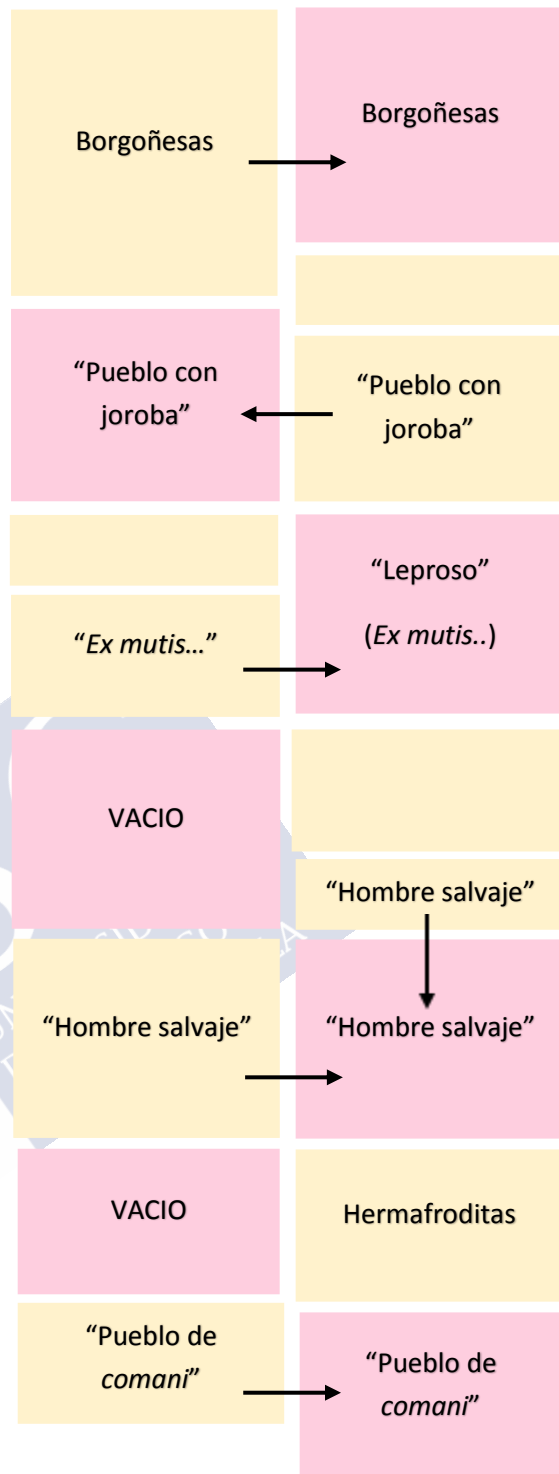 Borgoñesas
Borgoñesas
“Pueblo con
joroba”
“Pueblo con
joroba”
“Leproso”
(Ex mutis..)
“Ex mutis…”
VACIO
“Hombre salvaje”
“Hombre salvaje”
“Hombre salvaje”
VACIO
Hermafroditas
“Pueblo de
comani”
“Pueblo de
comani”